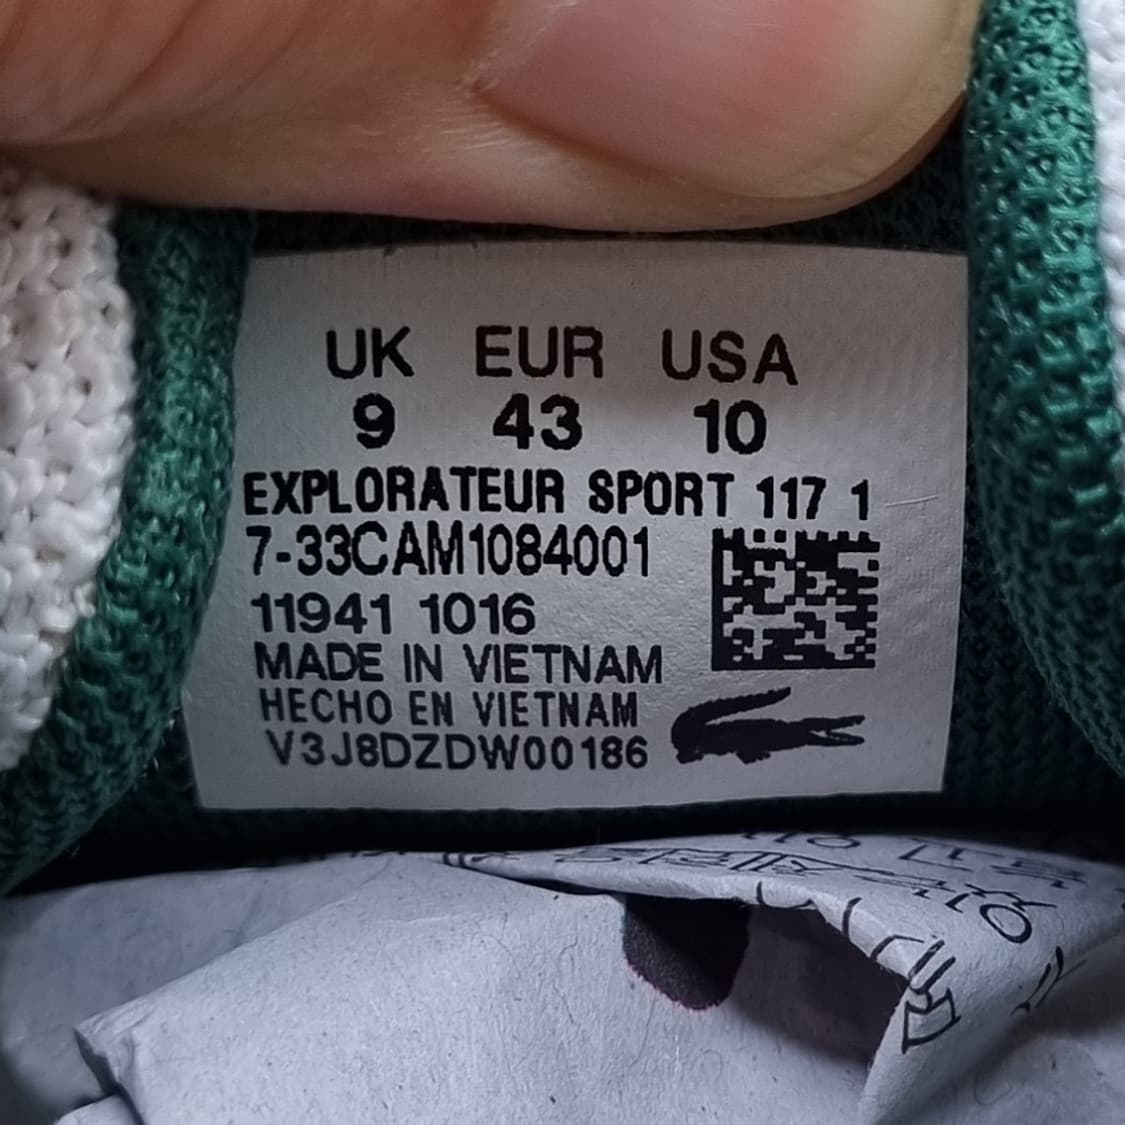 UK EUR USA
9 43 10
EXPLORATEUR SPORT 117 1
7-33CAM1084001
11941 1016
MADE IN VIETNAM
HECHO EN VIETNAM
V3J8DZDW00186